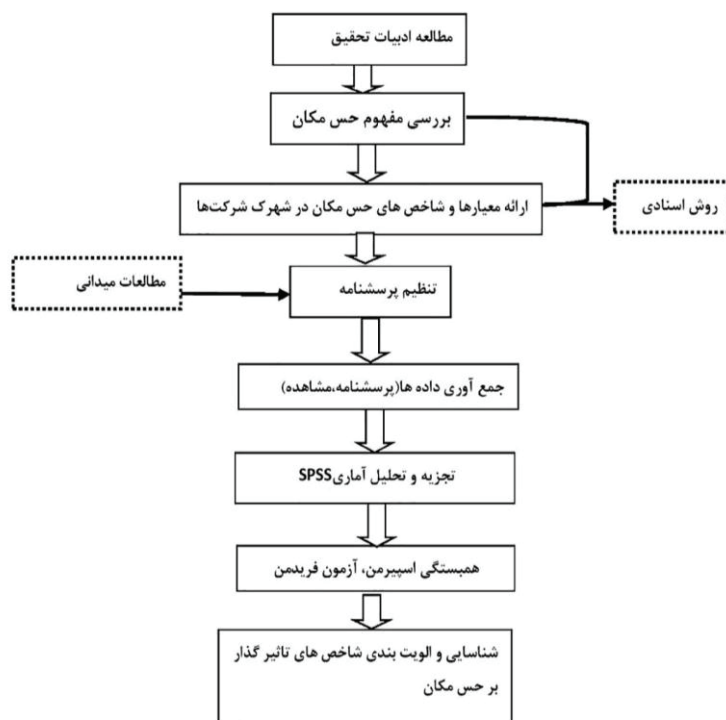 مطالعه ادبیات تحقیق
بررسی مفهوم حس مکان
ارائه معیارها و شاخص های حس مکان در شهرک شرکت‌ها
روش اسنادی
مطالعات میدانی
تنظیم پرسشنامه
جمع آوری داده ها(پرسشنامه،مشاهده)
تجزیه و تحلیل آماریSPSS
همبستگی اسپیرمن، آزمون فریدمن
شناسایی و الویت بندی شاخص های تاثیر گذار
بر حس مکان